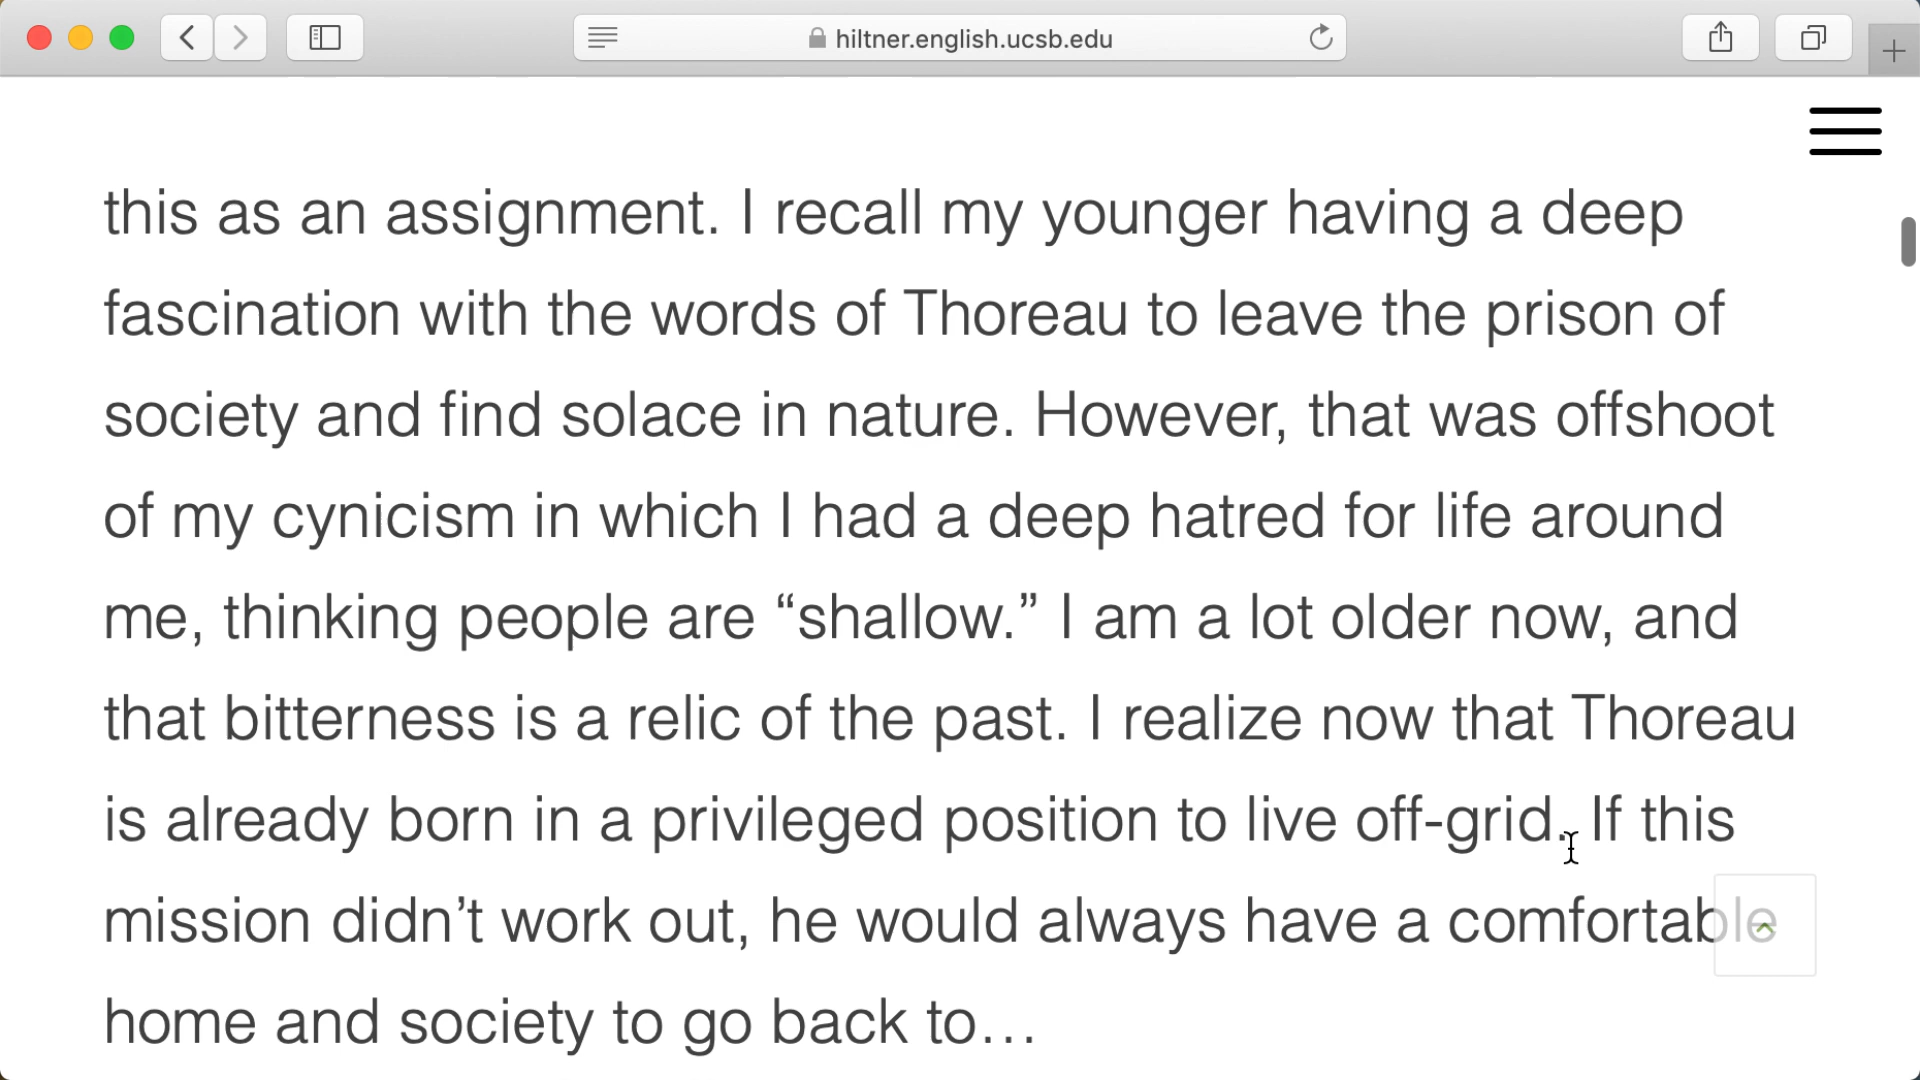 hiltner.english.ucsb.edu
this as an assignment. I recall my younger having a deep
fascination with the words of Thoreau to leave the prison of
society and find solace in nature. However, that was offshoot
of my cynicism in which I had a deep hatred for life around
me, thinking people are “shallow.” I am a lot older now, and
that bitterness is a relic of the past. I realize now that Thoreau
is already born in a privileged position to live off-grid. If this
mission didn’t work out, he would always have a comfortable
home and society to go back to…